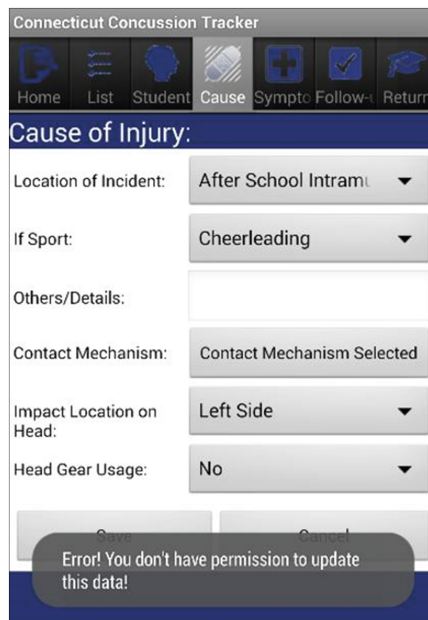 Connecticut Concussion Tracker
Home List Student Cause Sympto Follow-u Return
Cause of Injury:
Location of Incident: After School Intramu
If Sport: Cheerleading
Others/Details:
Contact Mechanism: Contact Mechanism Selected
Impact Location on
Head: Left Side
Head Gear Usage: No
Save Cancel
Error! You don't have permission to update
this data!